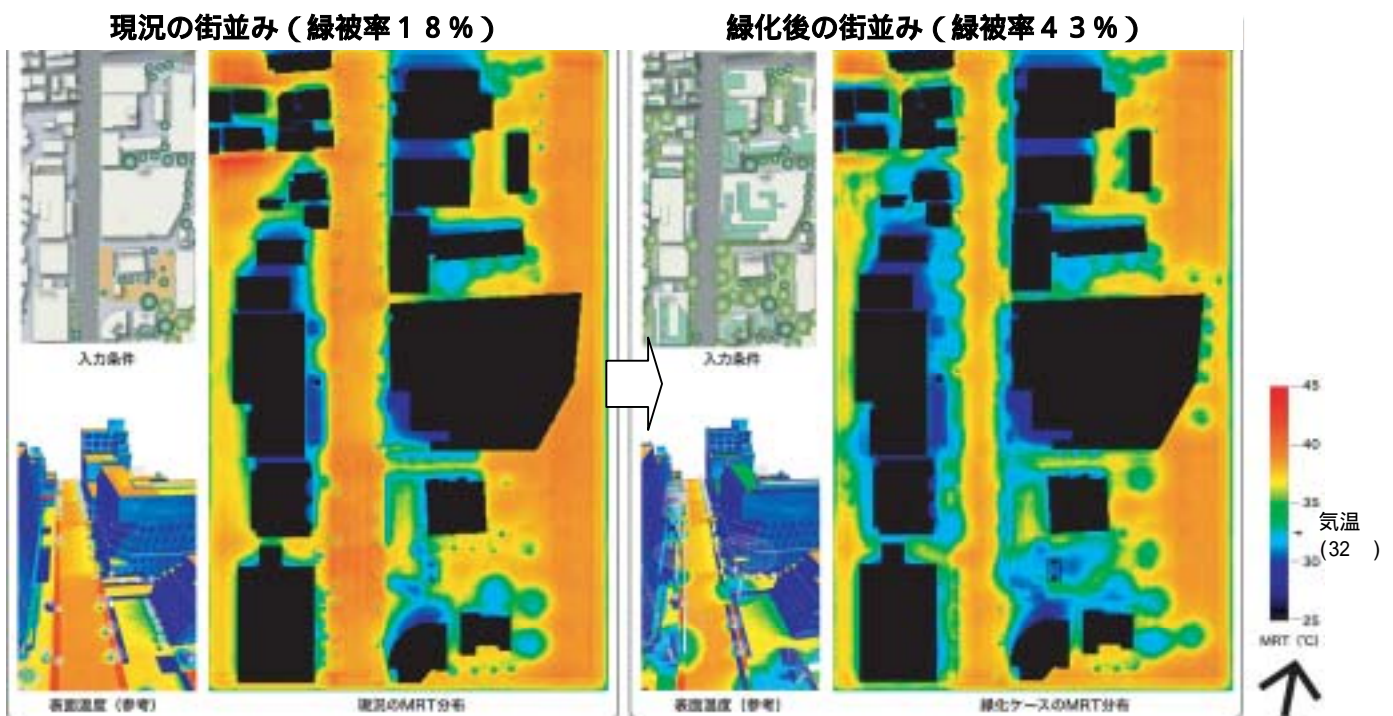 現況の街並み（緑被率１８％）
緑化後の街並み（緑被率４３％）
入力条件
入力条件
表面温度（参考）
現況のMRT分布
表面温度（参考）
緑化ケースのMRT分布
45
40
35
気温
(32　)
30
25
MRT (℃)